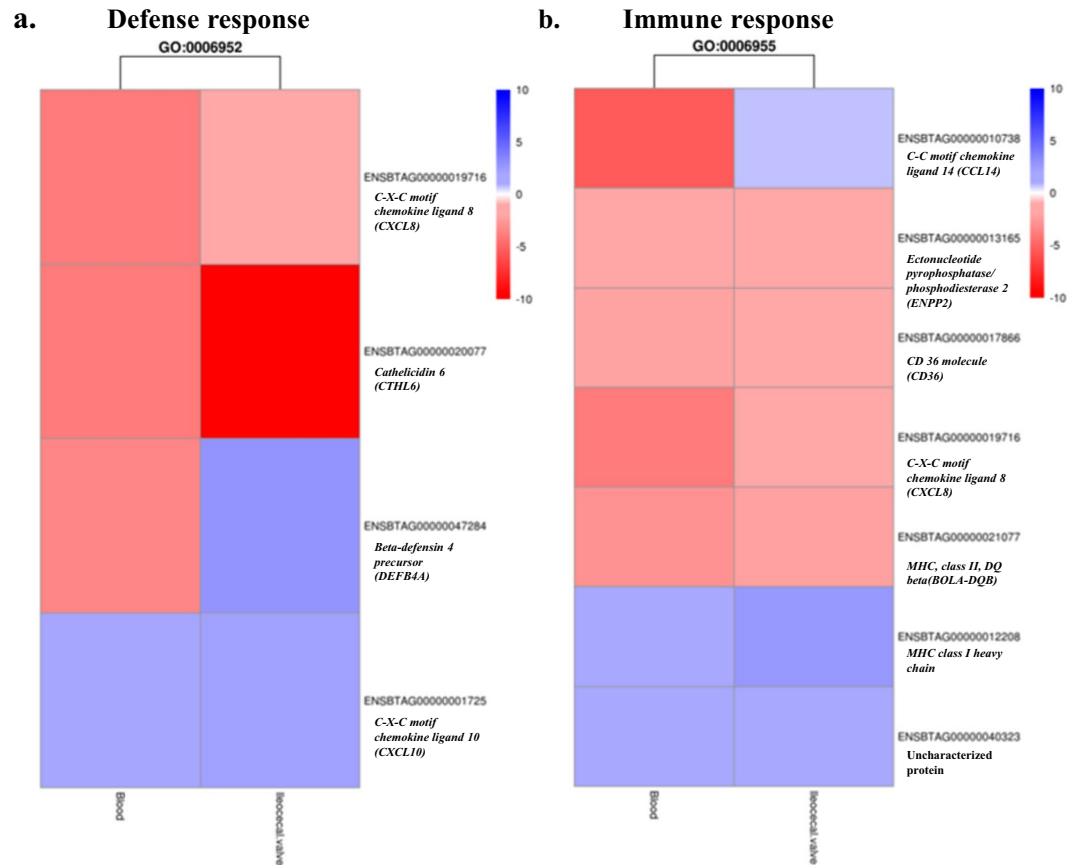 a. Defense response
GO:0006952
10
5
0
-5
-10
ENSBTAG00000019716
C-X-C motif
chemokine ligand 8
(CXCL8)
ENSBTAG00000020077
Cathelicidin 6
(CTHL6)
ENSBTAG00000047284
Beta-defensin 4
precursor
(DEFB4A)
ENSBTAG00000001725
C-X-C motif
chemokine ligand 10
(CXCL10)
Blood
Ileocecal.valve
b. Immune response
GO:0006955
10
5
0
-5
-10
ENSBTAG00000010738
C-C motif chemokine
ligand 14 (CCL14)
ENSBTAG00000013165
Ectonucleotide
pyrophosphatase/
phosphodiesterase 2
(ENPP2)
ENSBTAG00000017866
CD 36 molecule
(CD36)
ENSBTAG00000019716
C-X-C motif
chemokine ligand 8
(CXCL8)
ENSBTAG00000021077
MHC, class II, DQ
beta(BOLA-DQB)
ENSBTAG00000012208
MHC class I heavy
chain
ENSBTAG00000040323
Uncharacterized
protein
Blood
Ileocecal.valve